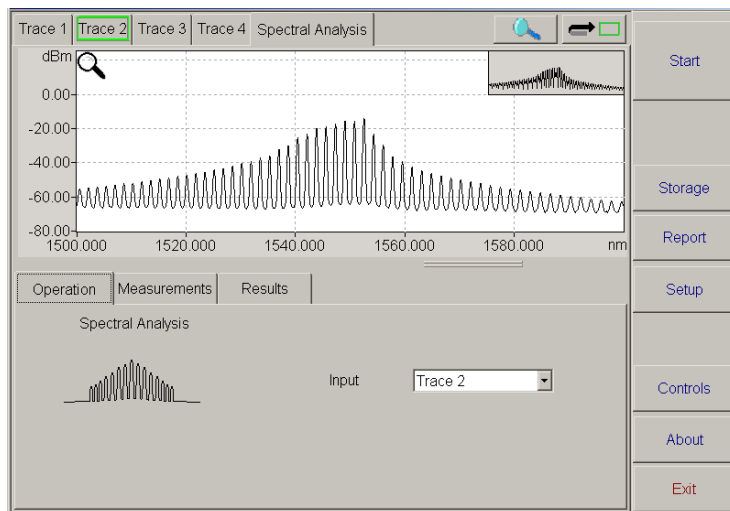 Trace 1 Trace 2 Trace 3 Trace 4 Spectral Analysis
dBm
0.00
-20.00
-40.00
-60.00
-80.00
1500.000 1520.000 1540.000 1560.000 1580.000 nm
Operation Measurements Results
Spectral Analysis
Input Trace 2
Start
Storage
Report
Setup
Controls
About
Exit